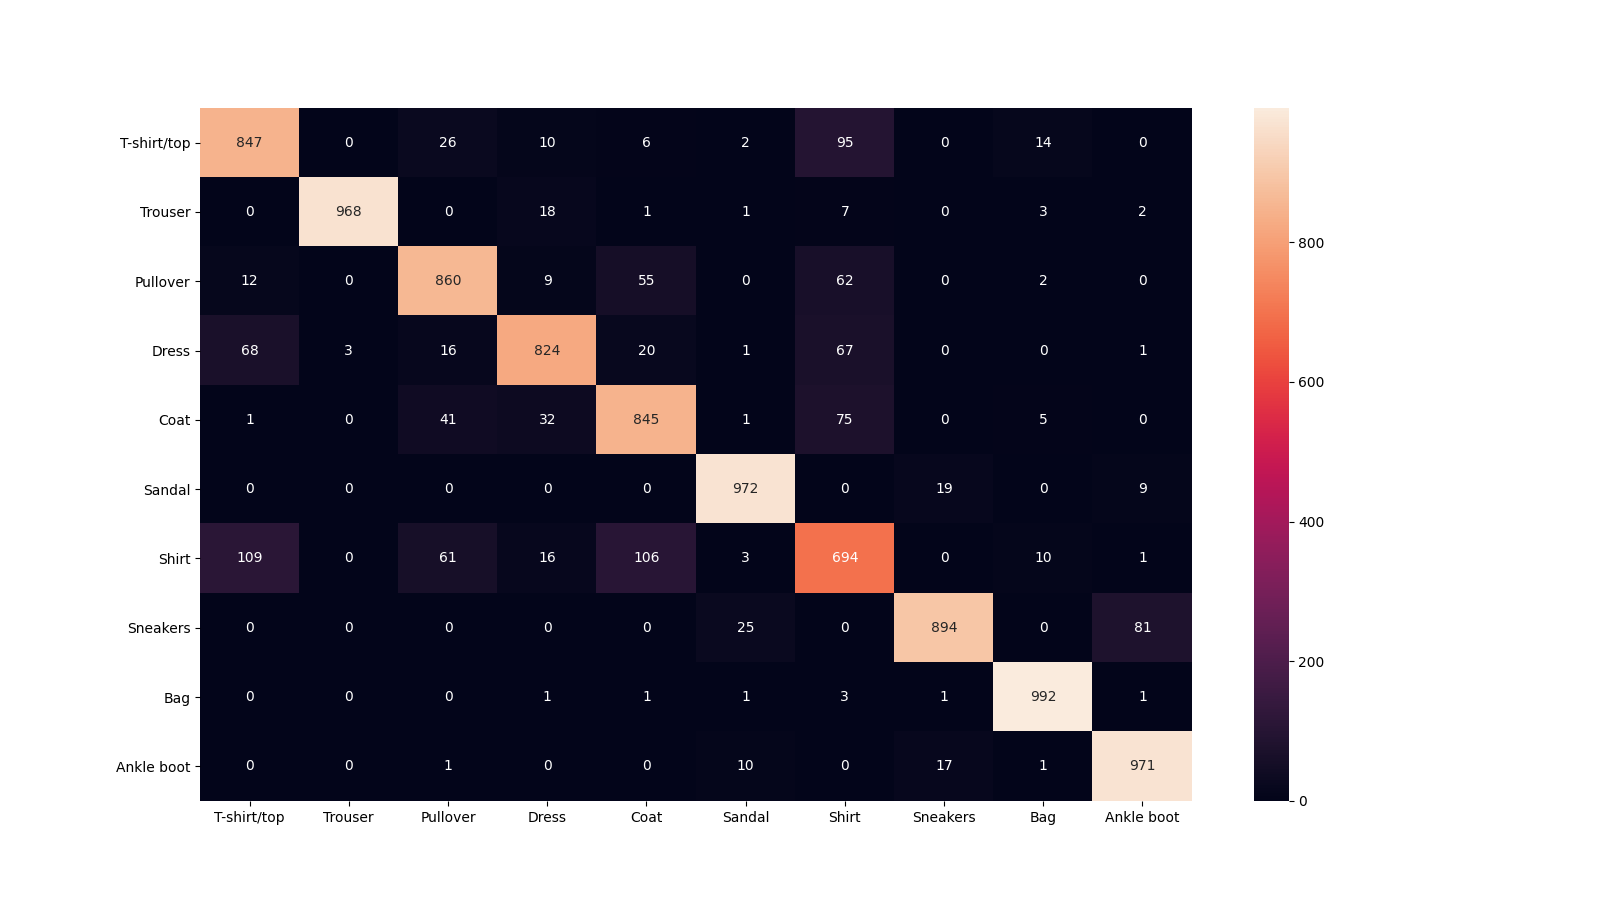 T-shirt/top 847 0 26 10 6 2 95 0 14 0
Trouser 0 968 0 18 1 1 7 0 3 2
800
Pullover 12 0 860 9 55 0 62 0 2 0
Dress 68 3 16 824 20 1 67 0 0 1
600
Coat 1 0 41 32 845 1 75 0 5 0
Sandal 0 0 0 0 0 972 0 19 0 9
400
Shirt 109 0 61 16 106 3 694 0 10 1
Sneakers 0 0 0 0 0 25 0 894 0 81
200
Bag 0 0 0 1 1 1 3 1 992 1
Ankle boot 0 0 1 0 0 10 0 17 1 971
0
T-shirt/top Trouser Pullover Dress Coat Sandal Shirt Sneakers Bag Ankle boot